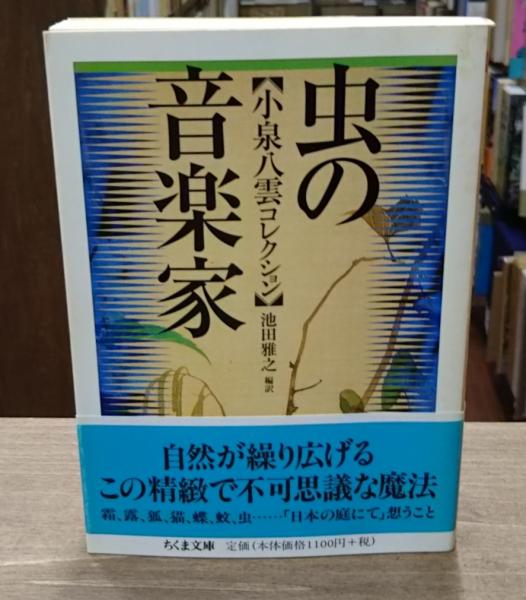 虫の
音楽家
【小泉八雲コレクション】
池田雅之 編訳
自然が繰り広げる
この精緻で不可思議な魔法
霜、露、狐、猫、蝶、蚊、虫……「日本の庭にて」想うこと
ちくま文庫 定価(本体価格1100円+税)